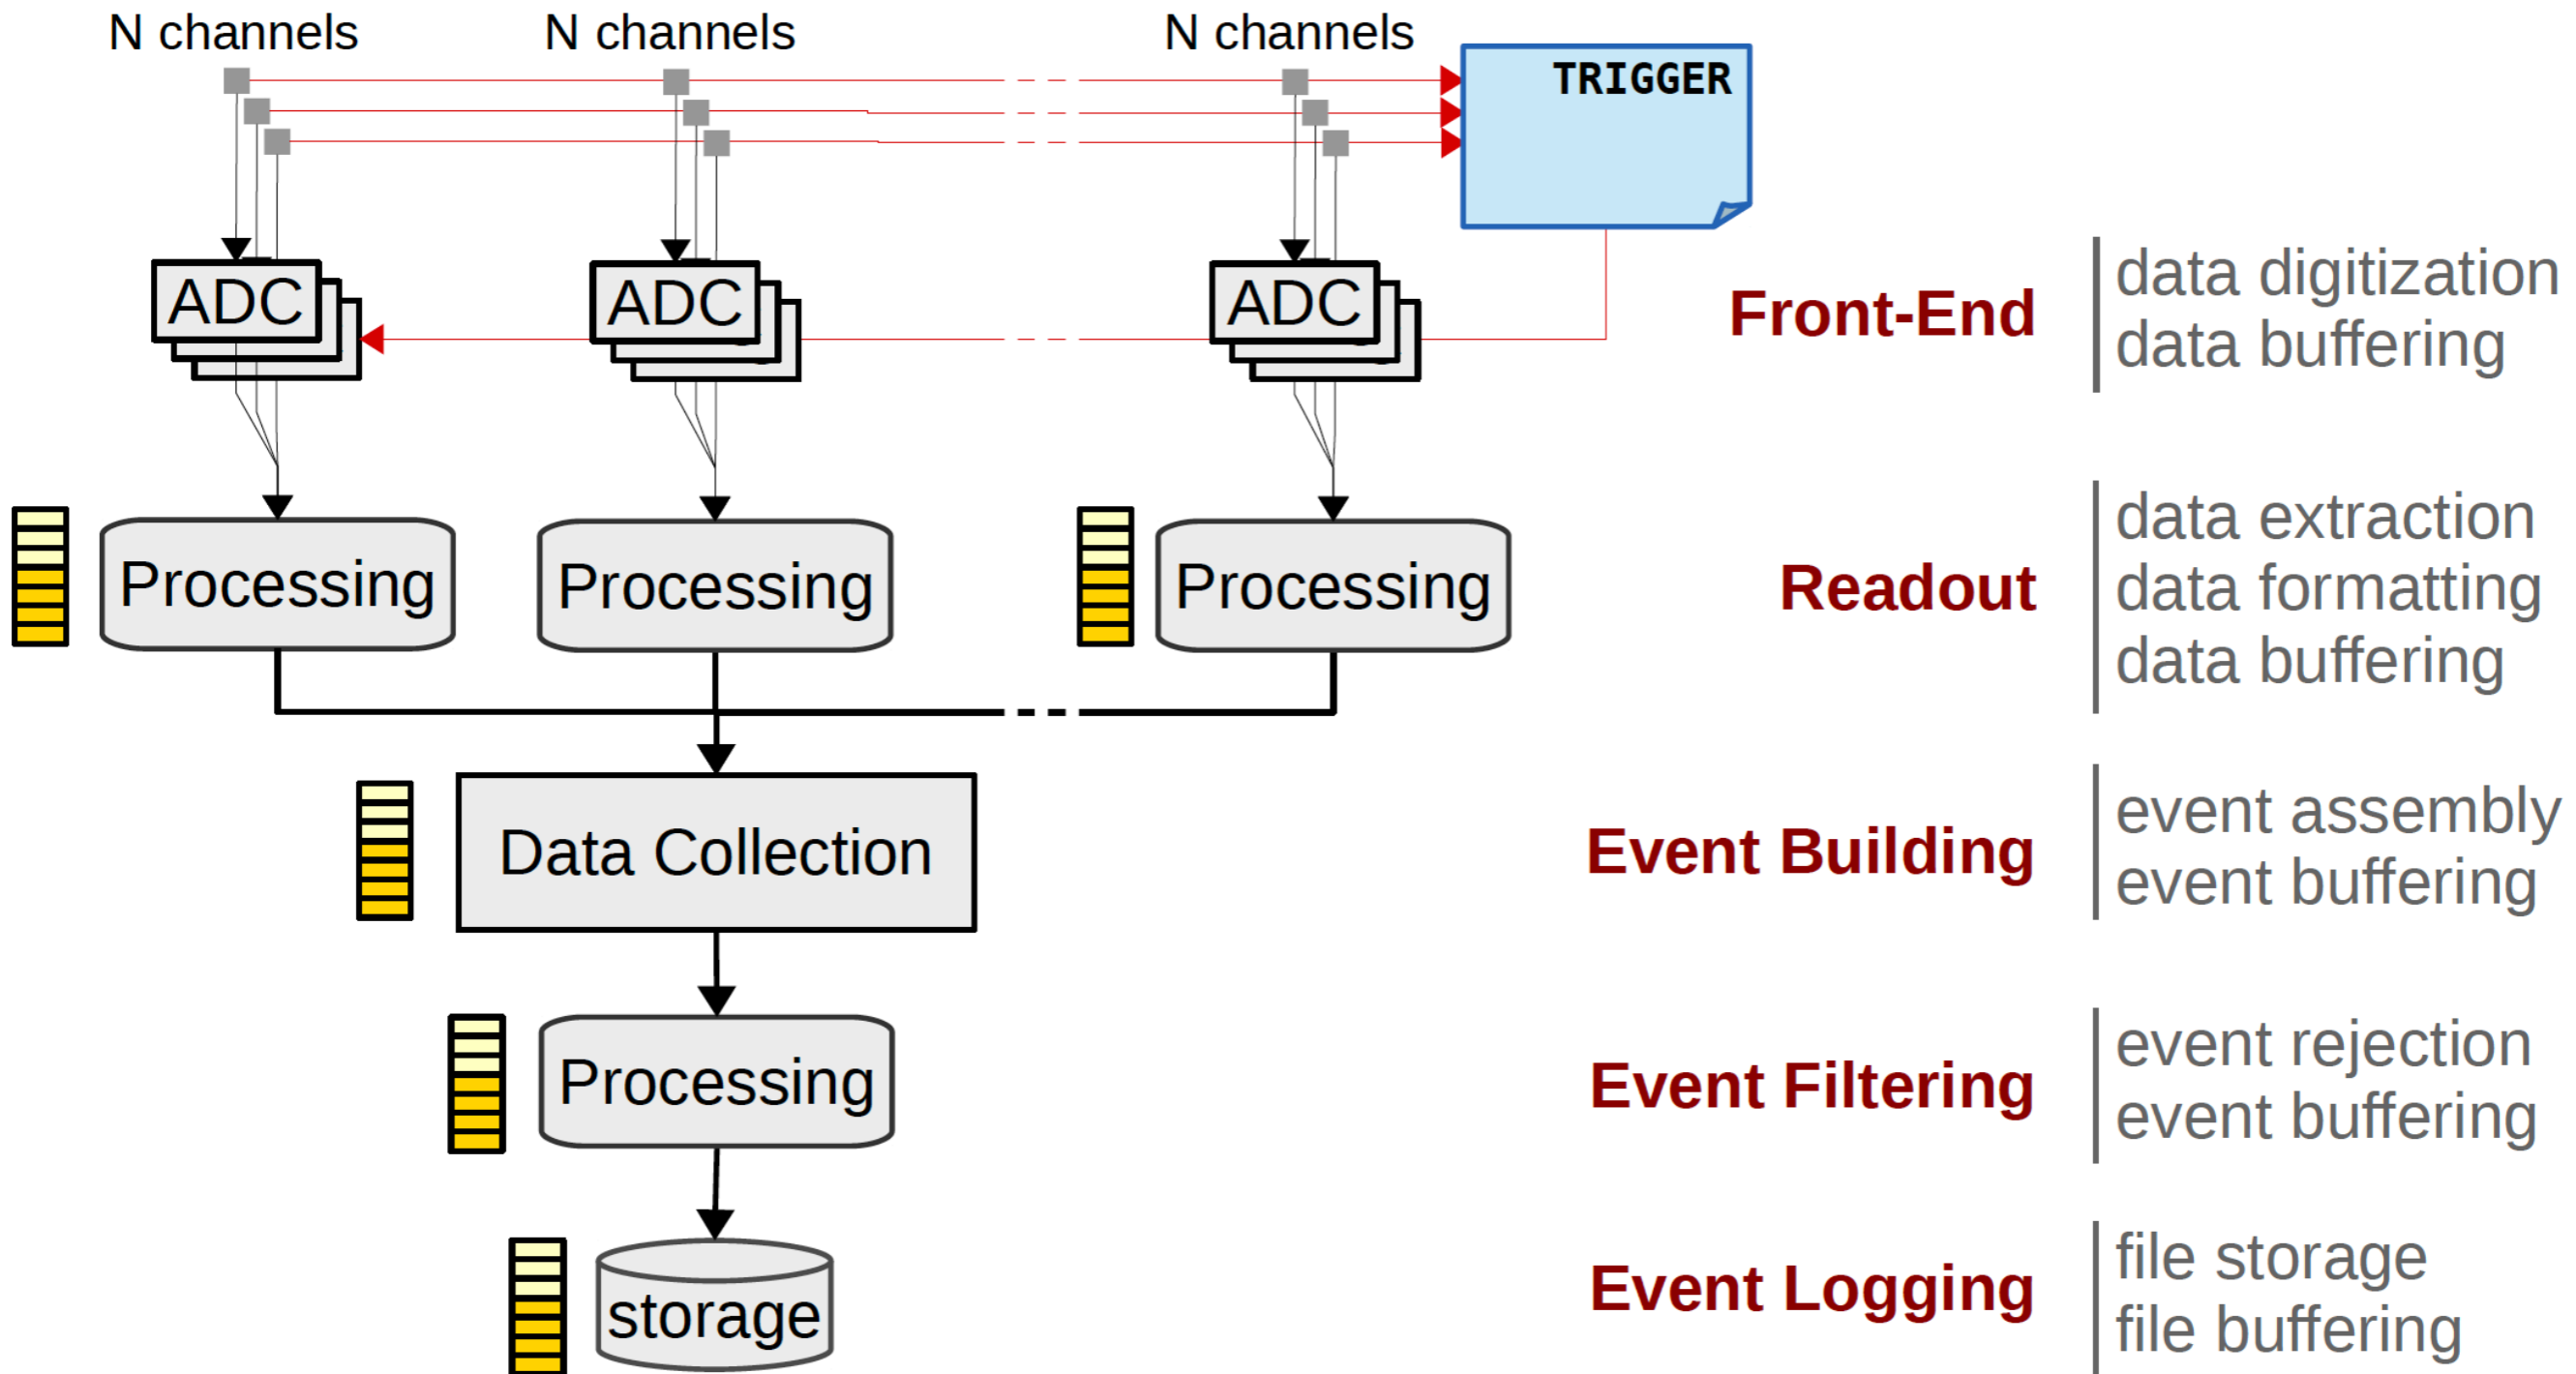 N channels
N channels
N channels
TRIGGER
ADC
ADC
ADC
Front-End
data digitization
data buffering
Processing
Processing
Processing
Readout
data extraction
data formatting
data buffering
Data Collection
Event Building
event assembly
event buffering
Processing
Event Filtering
event rejection
event buffering
storage
Event Logging
file storage
file buffering